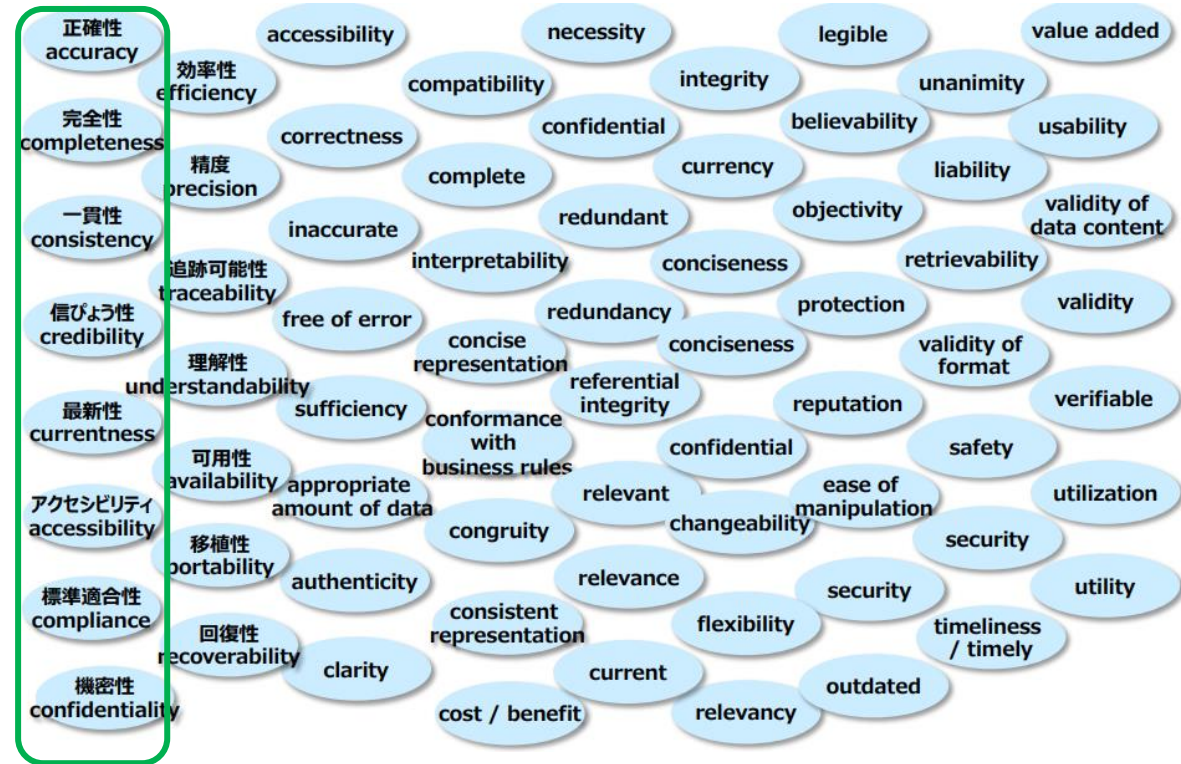 正確性
accuracy
完全性
completeness
一貫性
consistency
信ぴょう性
credibility
最新性
currentness
アクセシビリティ
accessibility
標準適合性
compliance
機密性
confidentiality
効率性
efficiency
精度
precision
追跡可能性
traceability
理解性
understandability
可用性
availability
移植性
portability
回復性
recoverability
accessibility
correctness
inaccurate
free of error
sufficiency
appropriate
amount of data
authenticity
clarity
compatibility
complete
interpretability
concise
representation
conformance
with
business rules
congruity
consistent
representation
cost / benefit
necessity
confidential
redundant
redundancy
referential
integrity
relevant
relevance
current
integrity
currency
conciseness
conciseness
confidential
changeability
flexibility
relevancy
legible
believability
objectivity
protection
reputation
ease of
manipulation
security
outdated
unanimity
liability
retrievability
validity of
format
safety
security
timeliness
/ timely
value added
usability
validity of
data content
validity
verifiable
utilization
utility